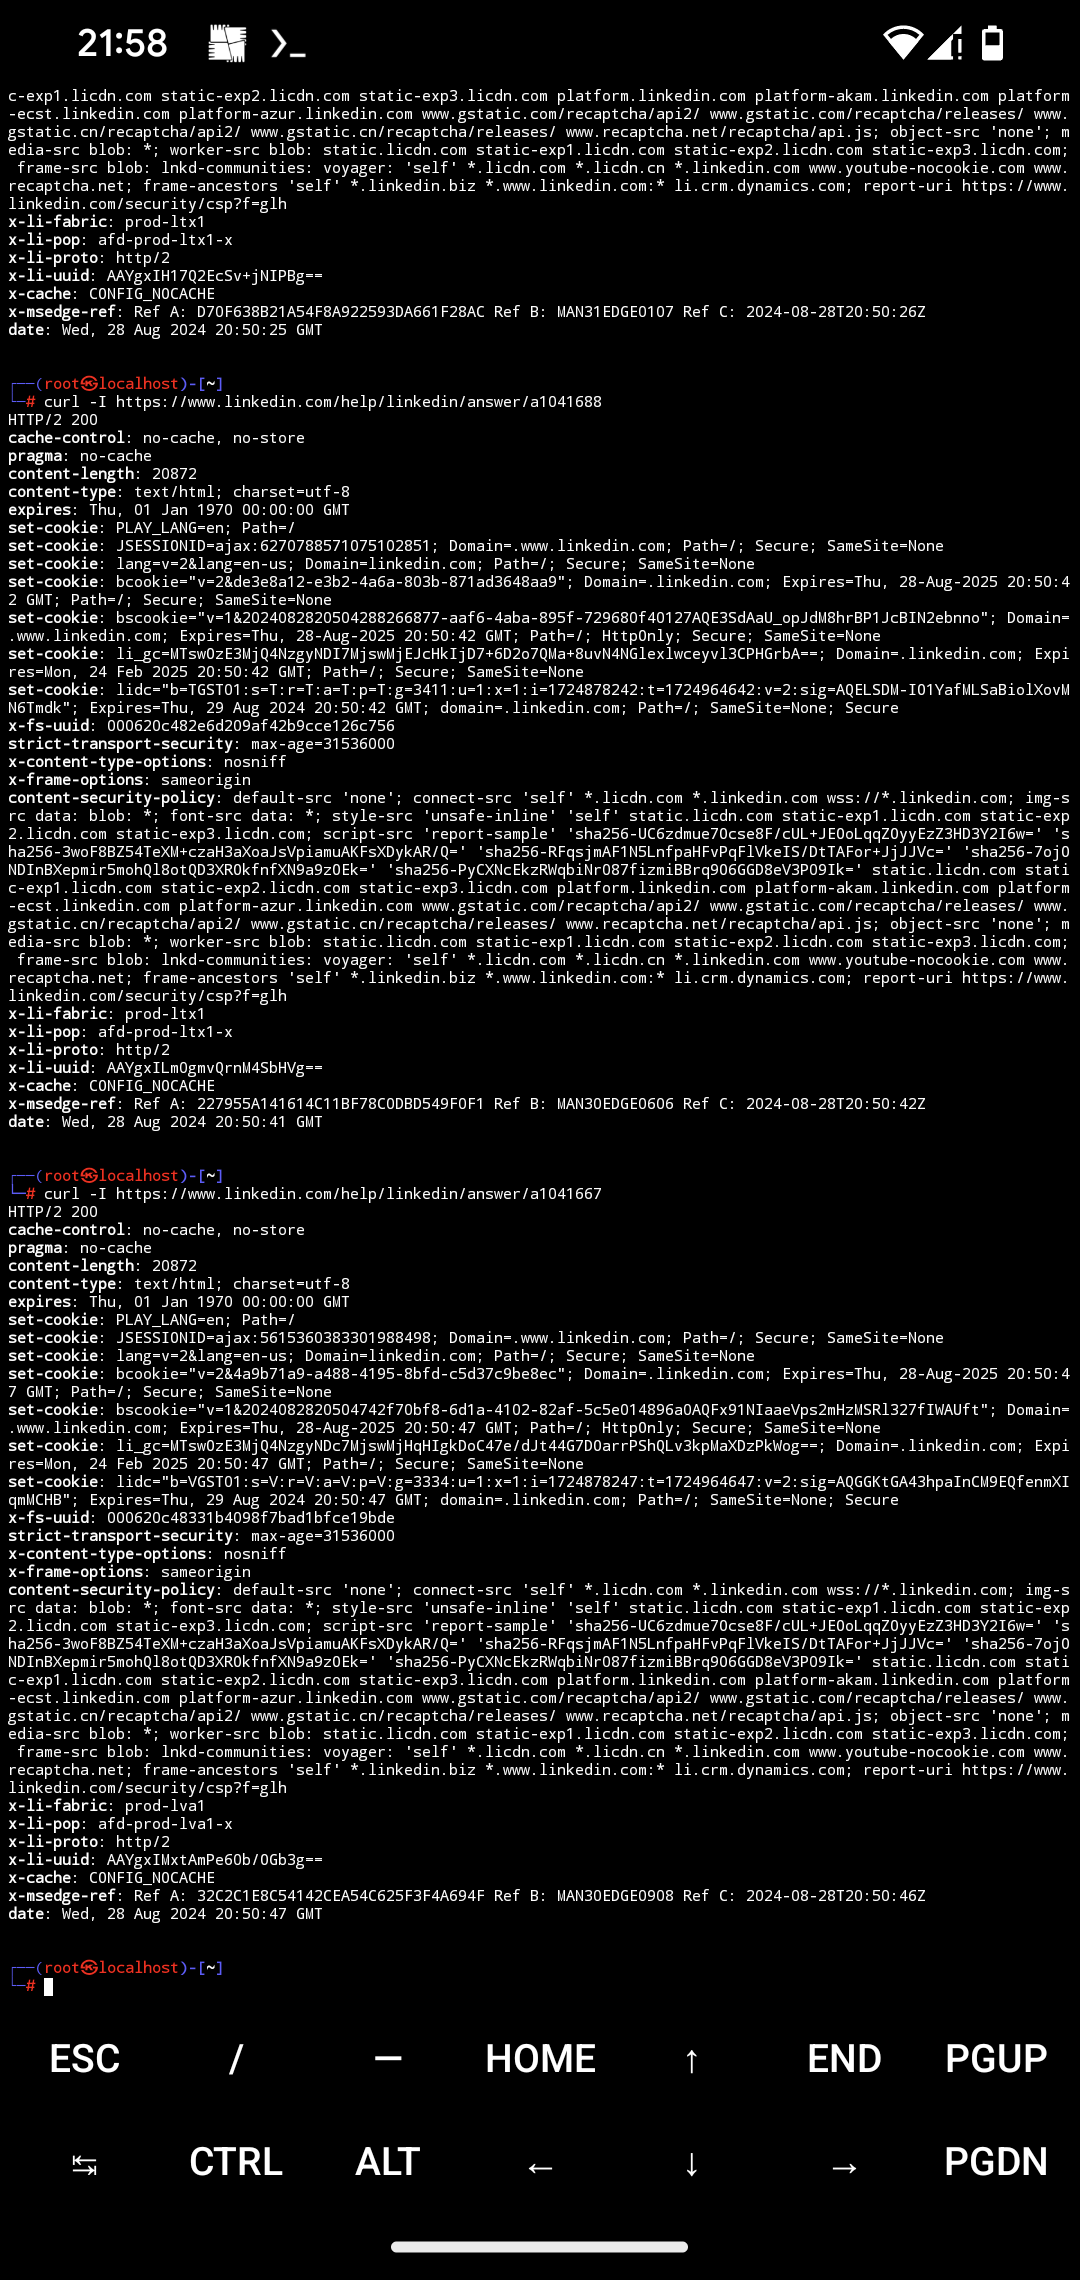 21:58
c-exp1.licdn.com static-exp2.licdn.com static-exp3.licdn.com platform.linkedin.com platform-akam.linkedin.com platform
-ecst.linkedin.com platform-azur.linkedin.com www.gstatic.com/recaptcha/api2/ www.gstatic.com/recaptcha/releases/ www.
gstatic.cn/recaptcha/api2/ www.gstatic.cn/recaptcha/releases/ www.recaptcha.net/recaptcha/api.js; object-src 'none'; m
edia-src blob: *; worker-src blob: static.licdn.com static-exp1.licdn.com static-exp2.licdn.com static-exp3.licdn.com;
 frame-src blob: lnkd-communities: voyager: 'self' *.licdn.com *.licdn.cn *.linkedin.com www.youtube-nocookie.com www.
recaptcha.net; frame-ancestors 'self' *.linkedin.biz *.www.linkedin.com:* li.crm.dynamics.com; report-uri https://www.
linkedin.com/security/csp?f=glh
x-li-fabric: prod-ltx1
x-li-pop: afd-prod-ltx1-x
x-li-proto: http/2
x-li-uuid: AAYgxIH17Q2EcSv+jNIPBg==
x-cache: CONFIG_NOCACHE
x-msedge-ref: Ref A: D70F638B21A54F8A922593DA661F28AC Ref B: MAN31EDGE0107 Ref C: 2024-08-28T20:50:26Z
date: Wed, 28 Aug 2024 20:50:25 GMT
┌──(root㉿localhost)-[~]
└─# curl -I https://www.linkedin.com/help/linkedin/answer/a1041688
HTTP/2 200
cache-control: no-cache, no-store
pragma: no-cache
content-length: 20872
content-type: text/html; charset=utf-8
expires: Thu, 01 Jan 1970 00:00:00 GMT
set-cookie: PLAY_LANG=en; Path=/
set-cookie: JSESSIONID=ajax:6270788571075102851; Domain=.www.linkedin.com; Path=/; Secure; SameSite=None
set-cookie: lang=v=2&lang=en-us; Domain=linkedin.com; Path=/; Secure; SameSite=None
set-cookie: bcookie="v=2&de3e8a12-e3b2-4a6a-803b-871ad3648aa9"; Domain=.linkedin.com; Expires=Thu, 28-Aug-2025 20:50:4
2 GMT; Path=/; Secure; SameSite=None
set-cookie: bscookie="v=1&20240828205042882 66877-aaf6-4aba-895f-729680f40127AQE3SdAaU_opJdM8hrBP1JcBIN2ebnno"; Domain=
.www.linkedin.com; Expires=Thu, 28-Aug-2025 20:50:42 GMT; Path=/; HttpOnly; Secure; SameSite=None
set-cookie: li_gc=MTswOzE3MjQ4NzgyNDI7MjswMjEJcHkIjD7+6D2o7QMa+8uvN4NGlexlwceyvl3CPHGrbA==; Domain=.linkedin.com; Expi
res=Mon, 24 Feb 2025 20:50:42 GMT; Path=/; Secure; SameSite=None
set-cookie: lidc="b=TGST01:s=T:r=T:a=T:p=T:g=3411:u=1:x=1:i=1724878242:t=1724964642:v=2:sig=AQELSDM-I01YafMLSaBiolXovM
N6Tmdk"; Expires=Thu, 29 Aug 2024 20:50:42 GMT; domain=.linkedin.com; Path=/; SameSite=None; Secure
x-fs-uuid: 000620c482e6d209af42b9cce126c756
strict-transport-security: max-age=31536000
x-content-type-options: nosniff
x-frame-options: sameorigin
content-security-policy: default-src 'none'; connect-src 'self' *.licdn.com *.linkedin.com wss://*.linkedin.com; img-s
rc data: blob: *; font-src data: *; style-src 'unsafe-inline' 'self' static.licdn.com static-exp1.licdn.com static-exp
2.licdn.com static-exp3.licdn.com; script-src 'report-sample' 'sha256-UC6zdmue7Ocse8F/cUL+JEOoLqqZ0yyEzZ3HD3Y2I6w=' 's
ha256-3woF8BZ54TeXM+czaH3aXoaJsVpiamuAKFsXDykAR/Q=' 'sha256-RFqsjmAF1N5LnfpaHFvPqFlVkeIS/DtTAFor+JjJJVc=' 'sha256-7ojO
NDInBXepmir5mohQl8otQD3XROkfnfXN9a9zOEk=' 'sha256-PyCXNcEkzRWqbiNrO87fizmiBBrq9O6GGD8eV3PO9Ik=' static.licdn.com stati
c-exp1.licdn.com static-exp2.licdn.com static-exp3.licdn.com platform.linkedin.com platform-akam.linkedin.com platform
-ecst.linkedin.com platform-azur.linkedin.com www.gstatic.com/recaptcha/api2/ www.gstatic.com/recaptcha/releases/ www.
gstatic.cn/recaptcha/api2/ www.gstatic.cn/recaptcha/releases/ www.recaptcha.net/recaptcha/api.js; object-src 'none'; m
edia-src blob: *; worker-src blob: static.licdn.com static-exp1.licdn.com static-exp2.licdn.com static-exp3.licdn.com;
 frame-src blob: lnkd-communities: voyager: 'self' *.licdn.com *.licdn.cn *.linkedin.com www.youtube-nocookie.com www.
recaptcha.net; frame-ancestors 'self' *.linkedin.biz *.www.linkedin.com:* li.crm.dynamics.com; report-uri https://www.
linkedin.com/security/csp?f=glh
x-li-fabric: prod-ltx1
x-li-pop: afd-prod-ltx1-x
x-li-proto: http/2
x-li-uuid: AAYgxILmOgmvQrnM4SbHVg==
x-cache: CONFIG_NOCACHE
x-msedge-ref: Ref A: 227955A141614C11BF78C0DBD549F0F1 Ref B: MAN30EDGE0606 Ref C: 2024-08-28T20:50:42Z
date: Wed, 28 Aug 2024 20:50:41 GMT
┌──(root㉿localhost)-[~]
└─# curl -I https://www.linkedin.com/help/linkedin/answer/a1041667
HTTP/2 200
cache-control: no-cache, no-store
pragma: no-cache
content-length: 20872
content-type: text/html; charset=utf-8
expires: Thu, 01 Jan 1970 00:00:00 GMT
set-cookie: PLAY_LANG=en; Path=/
set-cookie: JSESSIONID=ajax:5615360383301988498; Domain=.www.linkedin.com; Path=/; Secure; SameSite=None
set-cookie: lang=v=2&lang=en-us; Domain=linkedin.com; Path=/; Secure; SameSite=None
set-cookie: bcookie="v=2&4a9b71a9-a488-4195-8bfd-c5d37c9be8ec"; Domain=.linkedin.com; Expires=Thu, 28-Aug-2025 20:50:4
7 GMT; Path=/; Secure; SameSite=None
set-cookie: bscookie="v=1&2024082820504742f70bf8-6d1a-4102-82af-5c5e014896a0AQFx91NIaaeVps2mHzMSRl327fIWAUft"; Domain=
.www.linkedin.com; Expires=Thu, 28-Aug-2025 20:50:47 GMT; Path=/; HttpOnly; Secure; SameSite=None
set-cookie: li_gc=MTswOzE3MjQ4NzgyNDc7MjswMjHqHIgkDoC47e/dJt44G7DOarrPShQLv3kpMaXDzPkWog==; Domain=.linkedin.com; Expi
res=Mon, 24 Feb 2025 20:50:47 GMT; Path=/; Secure; SameSite=None
set-cookie: lidc="b=VGST01:s=V:r=V:a=V:p=V:g=3334:u=1:x=1:i=1724878247:t=1724964647:v=2:sig=AQGGKtGA43hpaInCM9EQfenmXI
qmMCHB"; Expires=Thu, 29 Aug 2024 20:50:47 GMT; domain=.linkedin.com; Path=/; SameSite=None; Secure
x-fs-uuid: 000620c48331b4098f7bad1bfce19bde
strict-transport-security: max-age=31536000
x-content-type-options: nosniff
x-frame-options: sameorigin
content-security-policy: default-src 'none'; connect-src 'self' *.licdn.com *.linkedin.com wss://*.linkedin.com; img-s
rc data: blob: *; font-src data: *; style-src 'unsafe-inline' 'self' static.licdn.com static-exp1.licdn.com static-exp
2.licdn.com static-exp3.licdn.com; script-src 'report-sample' 'sha256-UC6zdmue7Ocse8F/cUL+JEOoLqqZ0yyEzZ3HD3Y2I6w=' 's
ha256-3woF8BZ54TeXM+czaH3aXoaJsVpiamuAKFsXDykAR/Q=' 'sha256-RFqsjmAF1N5LnfpaHFvPqFlVkeIS/DtTAFor+JjJJVc=' 'sha256-7ojO
NDInBXepmir5mohQl8otQD3XROkfnfXN9a9zOEk=' 'sha256-PyCXNcEkzRWqbiNrO87fizmiBBrq9O6GGD8eV3PO9Ik=' static.licdn.com stati
c-exp1.licdn.com static-exp2.licdn.com static-exp3.licdn.com platform.linkedin.com platform-akam.linkedin.com platform
-ecst.linkedin.com platform-azur.linkedin.com www.gstatic.com/recaptcha/api2/ www.gstatic.com/recaptcha/releases/ www.
gstatic.cn/recaptcha/api2/ www.gstatic.cn/recaptcha/releases/ www.recaptcha.net/recaptcha/api.js; object-src 'none'; m
edia-src blob: *; worker-src blob: static.licdn.com static-exp1.licdn.com static-exp2.licdn.com static-exp3.licdn.com;
 frame-src blob: lnkd-communities: voyager: 'self' *.licdn.com *.licdn.cn *.linkedin.com www.youtube-nocookie.com www.
recaptcha.net; frame-ancestors 'self' *.linkedin.biz *.www.linkedin.com:* li.crm.dynamics.com; report-uri https://www.
linkedin.com/security/csp?f=glh
x-li-fabric: prod-lva1
x-li-pop: afd-prod-lva1-x
x-li-proto: http/2
x-li-uuid: AAYgxIMxtAmPe6Ob/OGb3g==
x-cache: CONFIG_NOCACHE
x-msedge-ref: Ref A: 32C2C1E8C54142CEA54C625F3F4A694F Ref B: MAN30EDGE0908 Ref C: 2024-08-28T20:50:46Z
date: Wed, 28 Aug 2024 20:50:47 GMT
┌──(root㉿localhost)-[~]
└─#
ESC / — HOME ↑ END PGUP
↹ CTRL ALT ← ↓ → PGDN